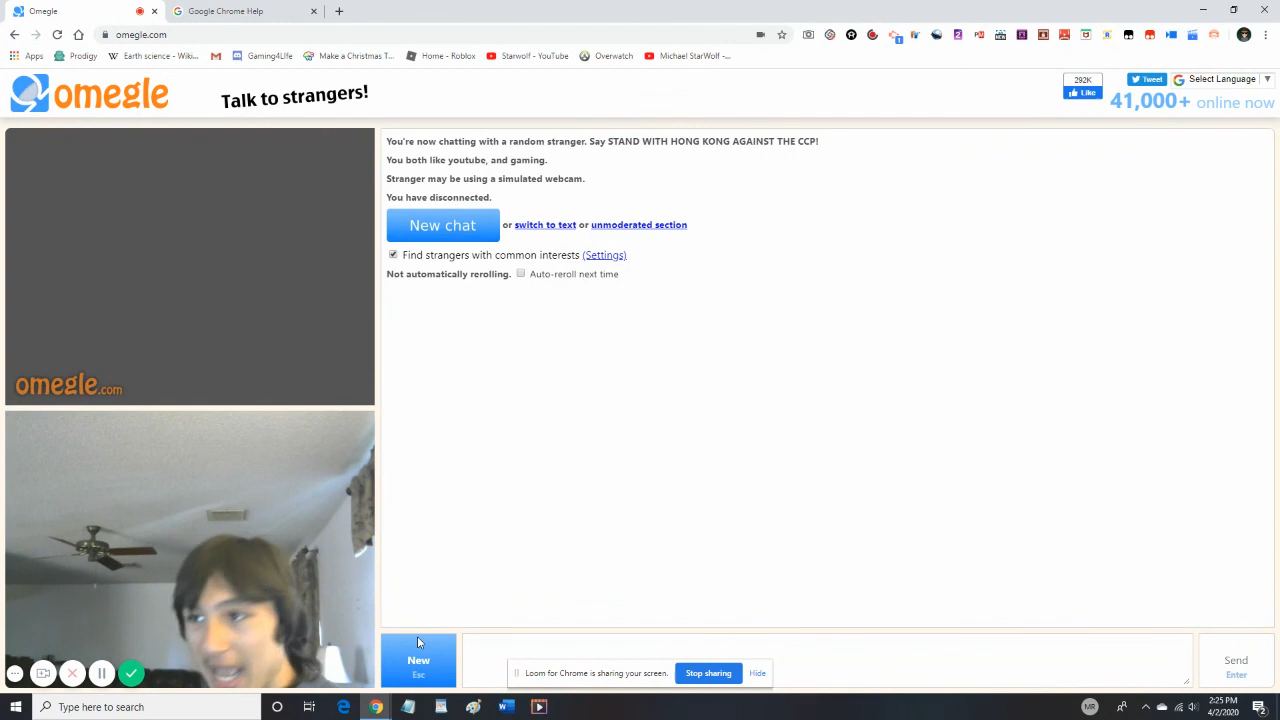 Omegle
Google Chrome Help
omegle.com
Apps
Prodigy
Earth science - Wiki...
Gaming4LIfe
Make a Christmas T...
Home - Roblox
Starwolf - YouTube
Overwatch
Michael StarWolf -...
omegle
Talk to strangers!
292K
Like
Tweet
Select Language
41,000+ online now
You're now chatting with a random stranger. Say STAND WITH HONG KONG AGAINST THE CCP!
You both like youtube, and gaming.
Stranger may be using a simulated webcam.
You have disconnected.
New chat or switch to text or unmoderated section
Find strangers with common interests (Settings)
Not automatically rerolling. Auto-reroll next time
omegle.com
New
Esc
Loom for Chrome is sharing your screen.
Stop sharing
Hide
Send
Enter
Type here to search
MR
2:25 PM
4/2/2020
2